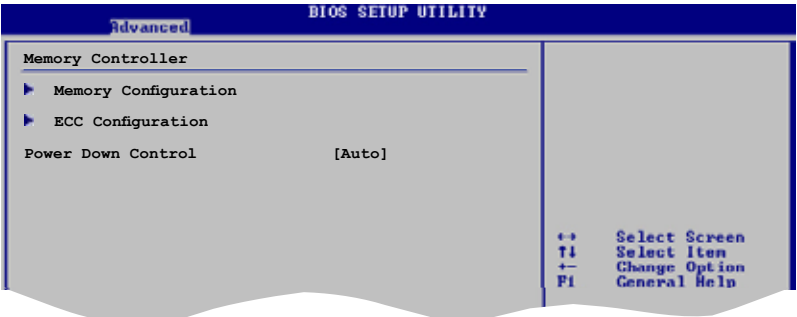 BIOS SETUP UTILITY
Advanced
Memory Controller
Memory Configuration
ECC Configuration
Power Down Control [Auto]
←→ Select Screen
↑↓ Select Item
+- Change Option
F1 General Help